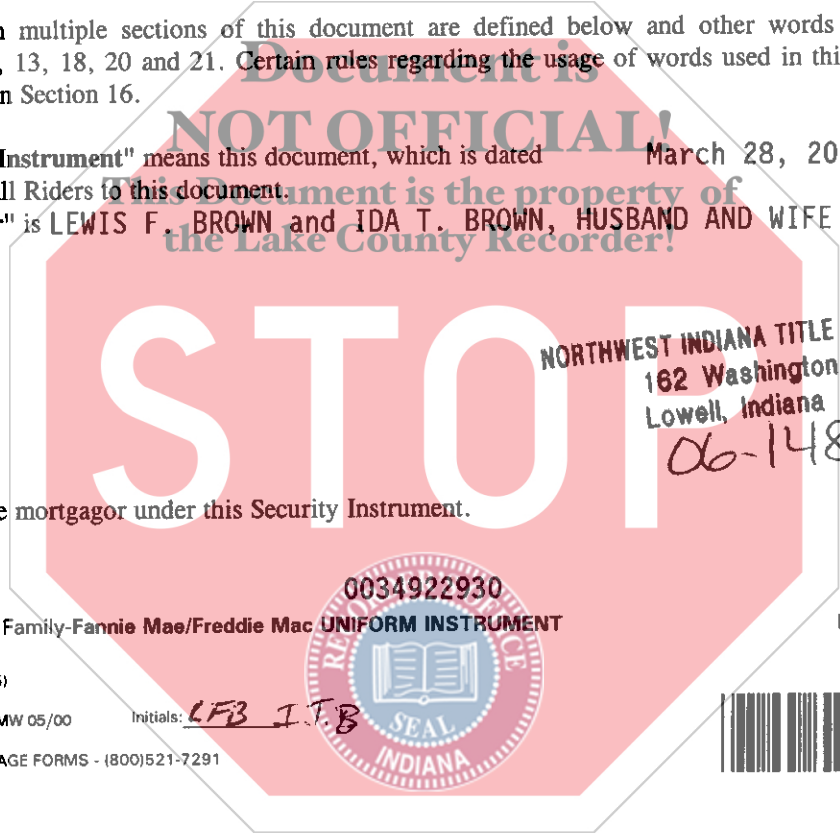 multiple sections of this document are defined below and other words
, 13, 18, 20 and 21. Certain rules regarding the usage of words used in thi
n Section 16.
Document is
NOT OFFICIAL!
This Document is the property of
the Lake County Recorder!
Instrument" means this document, which is dated March 28, 20
ll Riders to this document.
" is LEWIS F. BROWN and IDA T. BROWN, HUSBAND AND WIFE
STOP
NORTHWEST INDIANA TITLE
162 Washington
Lowell, Indiana
06-148
e mortgagor under this Security Instrument.
0034922930
Family-Fannie Mae/Freddie Mac UNIFORM INSTRUMENT
MW 05/00 Initials: LFB I.T.B
AGE FORMS - (800)521-7291
RECORDER'S OFFICE
SEAL
INDIANA